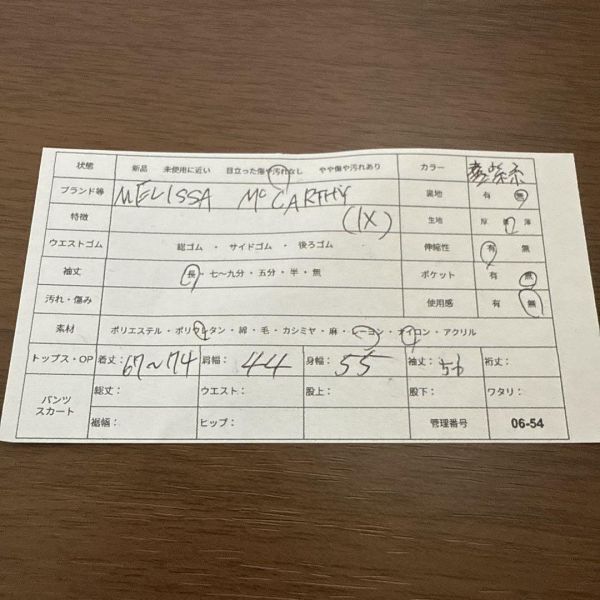 状態 新品 未使用に近い 目立った傷や汚れなし やや傷や汚れあり カラー 系
ブランド等 MELISSA McCARTHY 裏地 有 無
特徴 (1X) 生地 厚 普 薄
ウエストゴム 総ゴム ・ サイドゴム ・ 後ろゴム 伸縮性 有 無
袖丈 長・七～九分・五分・半・無 ポケット 有 無
汚れ・傷み 使用感 有 無
素材 ポリエステル・ポリウレタン・綿・毛・カシミヤ・麻・レーヨン・ナイロン・アクリル
トップス・OP 着丈：67～74 肩幅：44 身幅：55 袖丈：56 裄丈：
パンツ スカート 総丈： ウエスト： 股上： 股下： ワタリ：
裾幅： ヒップ： 管理番号 06-54